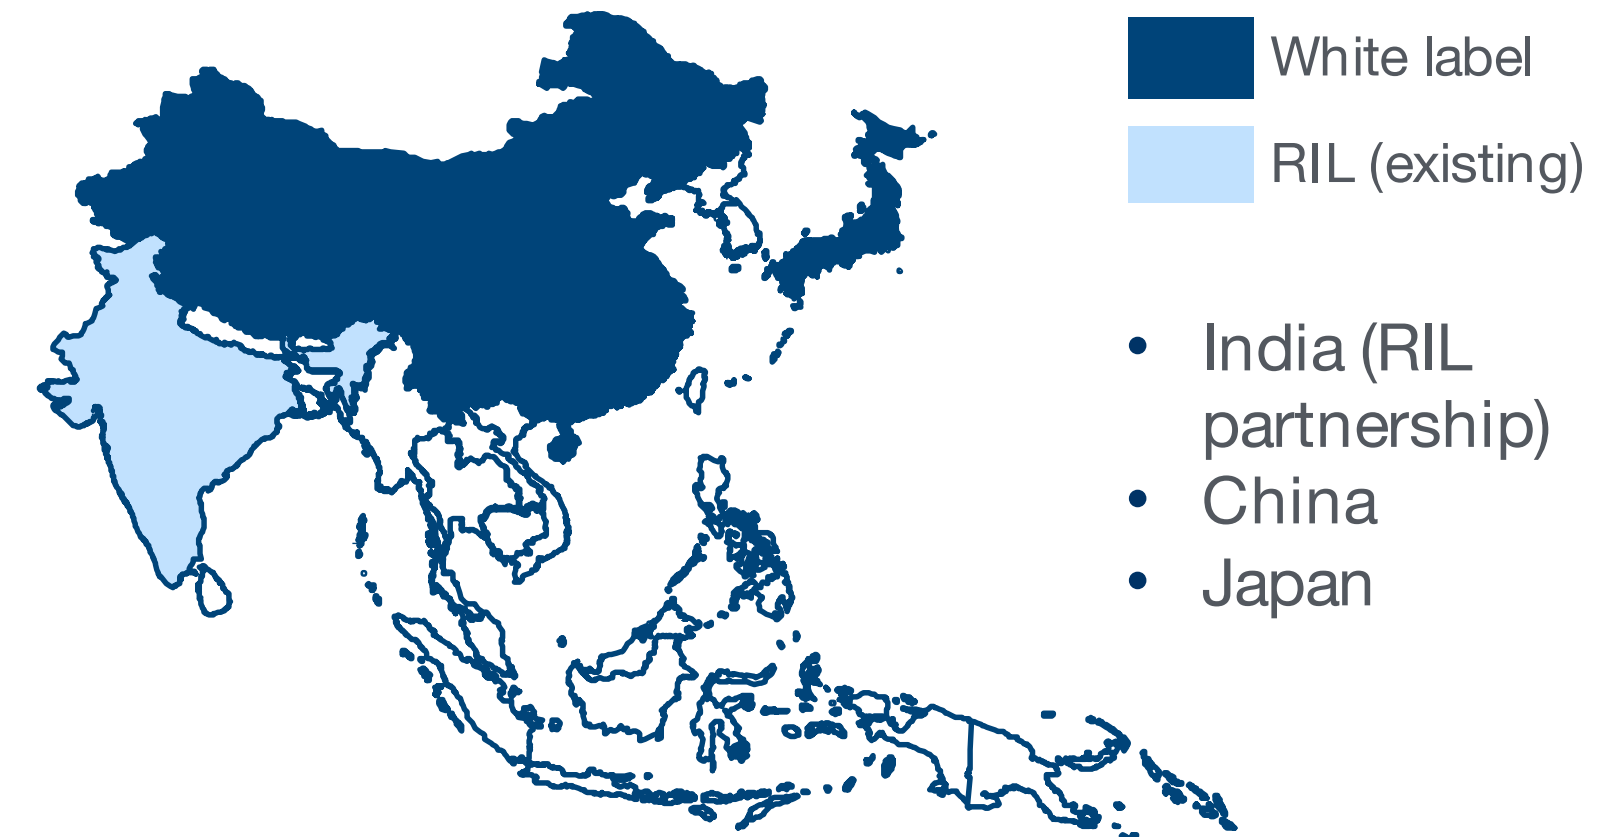 White label
RIL (existing)
• India (RIL
partnership)
• China
• Japan